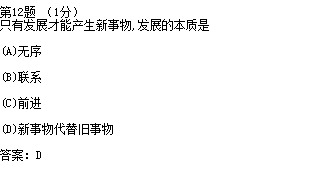 第12题 (1分)
只有发展才能产生新事物,发展的本质是
(A)无序
(B)联系
(C)前进
(D)新事物代替旧事物
答案: D